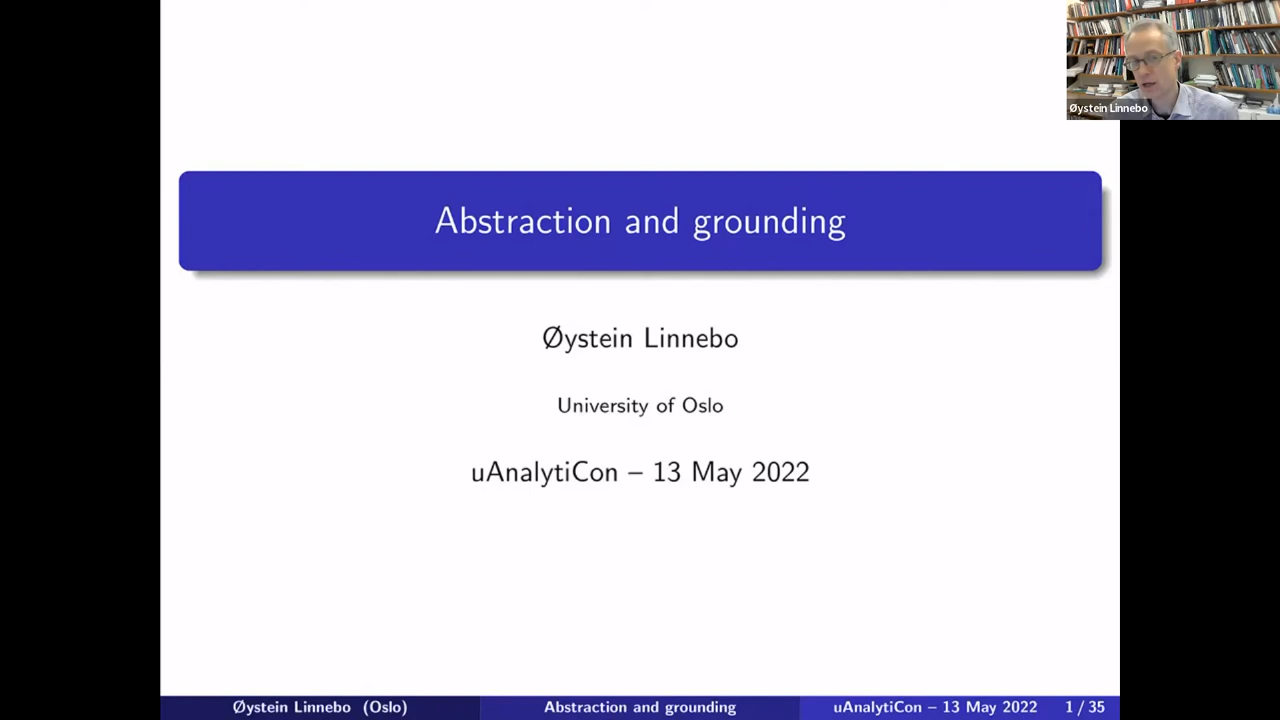 Øystein Linnebo
Abstraction and grounding
Øystein Linnebo
University of Oslo
uAnalytiCon – 13 May 2022
Øystein Linnebo (Oslo)
Abstraction and grounding
uAnalytiCon – 13 May 2022
1 / 35